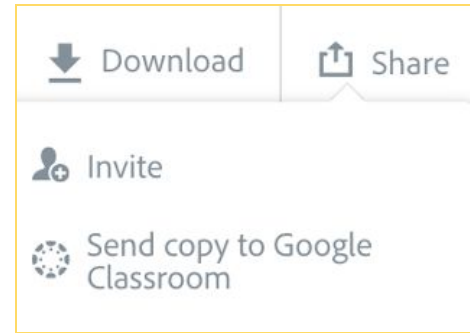 Download
Share
Invite
Send copy to Google
Classroom